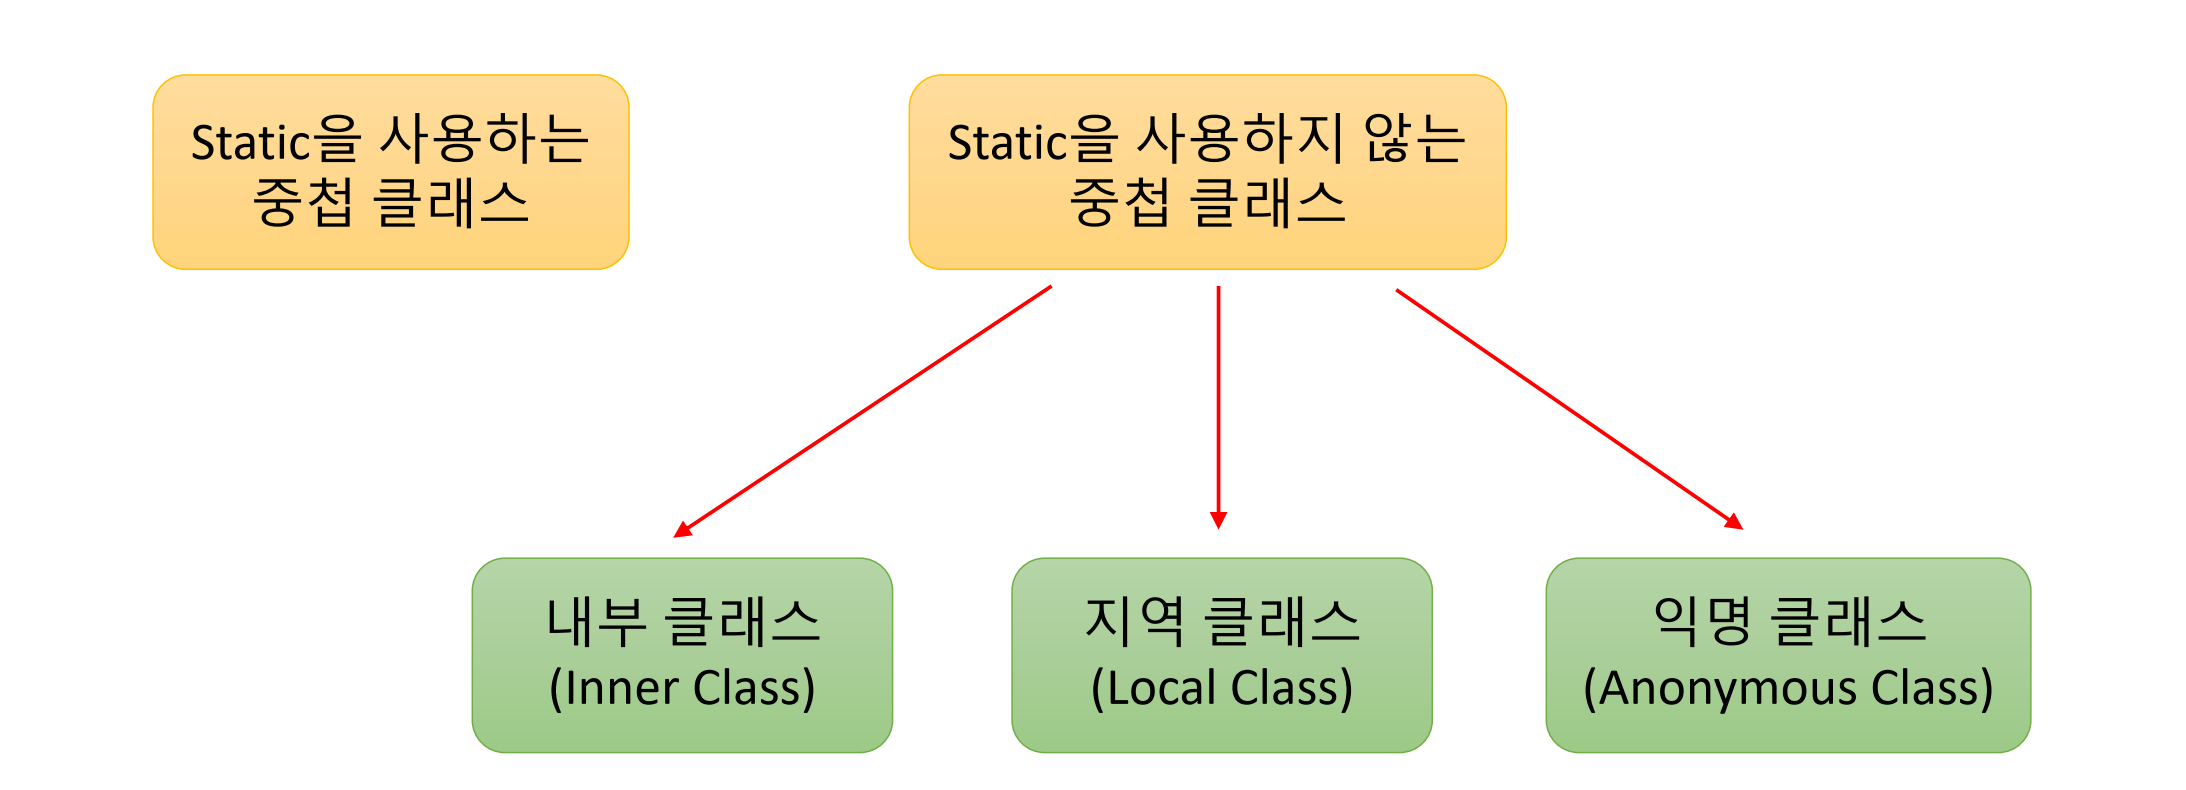 Static을 사용하는
중첩 클래스
Static을 사용하지 않는
중첩 클래스
내부 클래스
(Inner Class)
지역 클래스
(Local Class)
익명 클래스
(Anonymous Class)